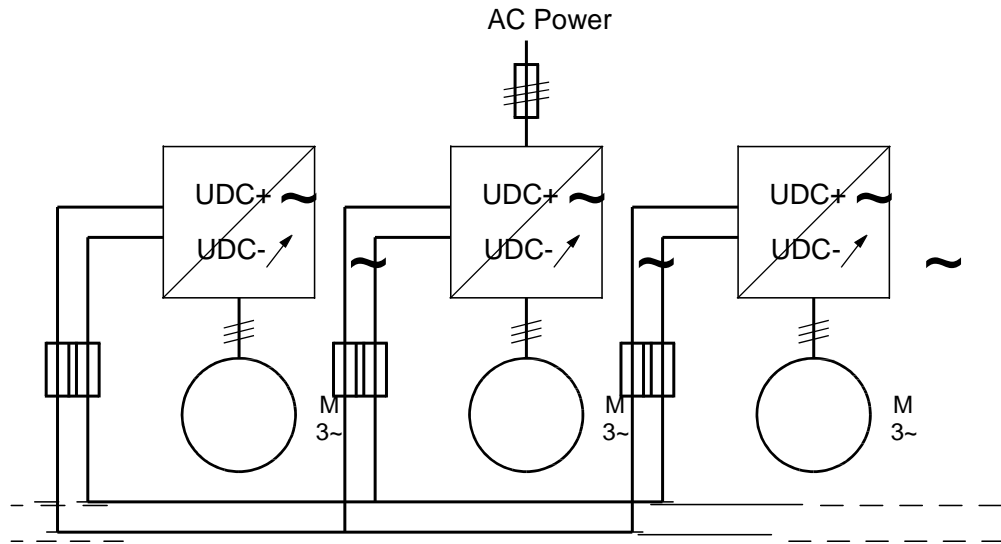 AC Power
UDC+ ~
UDC+ ~
UDC+ ~
UDC- ~
UDC- ~
UDC- ~
M
3~
M
3~
M
3~